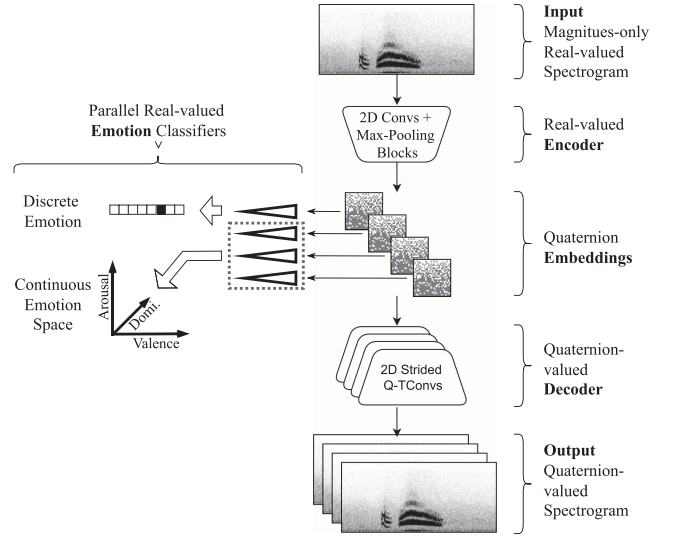 Input
Magnitues-only
Real-valued
Spectrogram
Parallel Real-valued
Emotion Classifiers
2D Convs +
Max-Pooling
Blocks
Real-valued
Encoder
Discrete
Emotion
Quaternion
Embeddings
Continuous
Emotion
Space
Arousal
Domi.
Valence
2D Strided
Q-TConvs
Quaternion-
valued
Decoder
Output
Quaternion-
valued
Spectrogram